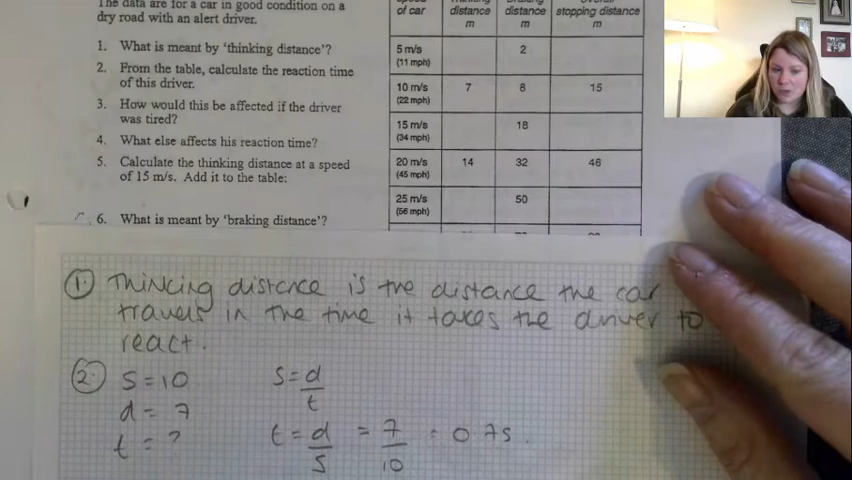 The data are for a car in good condition on a
dry road with an alert driver.
1. What is meant by 'thinking distance'?
2. From the table, calculate the reaction time
of this driver.
3. How would this be affected if the driver
was tired?
4. What else affects his reaction time?
5. Calculate the thinking distance at a speed
of 15 m/s. Add it to the table:
6. What is meant by 'braking distance'?
of car distance distance stopping distance
m m m
5 m/s 2
(11 mph)
10 m/s 7 8 15
(22 mph)
15 m/s 18
(34 mph)
20 m/s 14 32 46
(45 mph)
25 m/s 50
(56 mph)
1. Thinking distance is the distance the car
travels in the time it takes the driver to
react.
2. s = 10 s = d/t
d = 7
t = ? t = d/s = 7/10 = 0.7s.